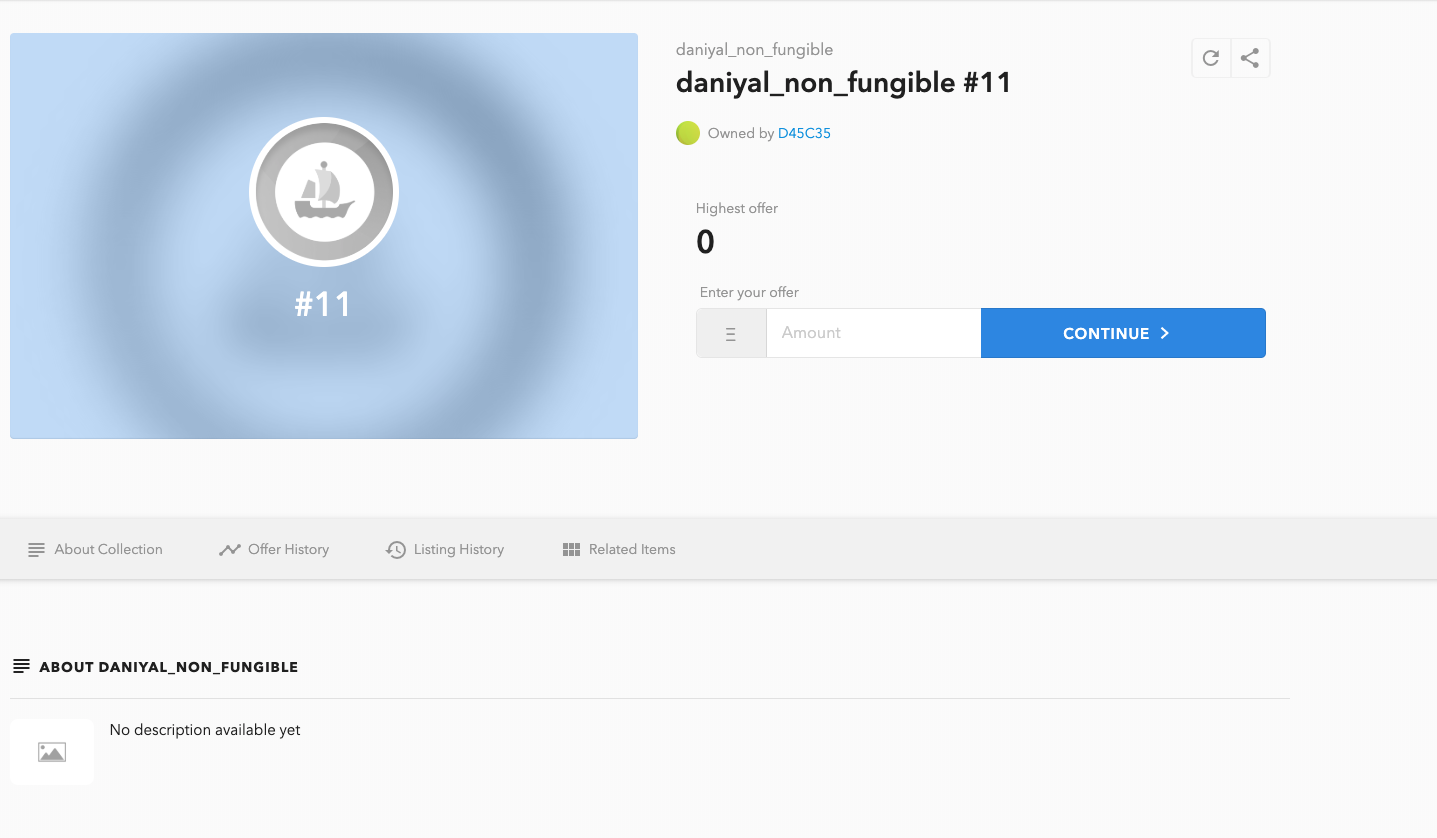 daniyal_non_fungible
daniyal_non_fungible #11
Owned by D45C35
#11
Highest offer
0
Enter your offer
Ξ Amount CONTINUE
About Collection Offer History Listing History Related Items
ABOUT DANIYAL_NON_FUNGIBLE
No description available yet